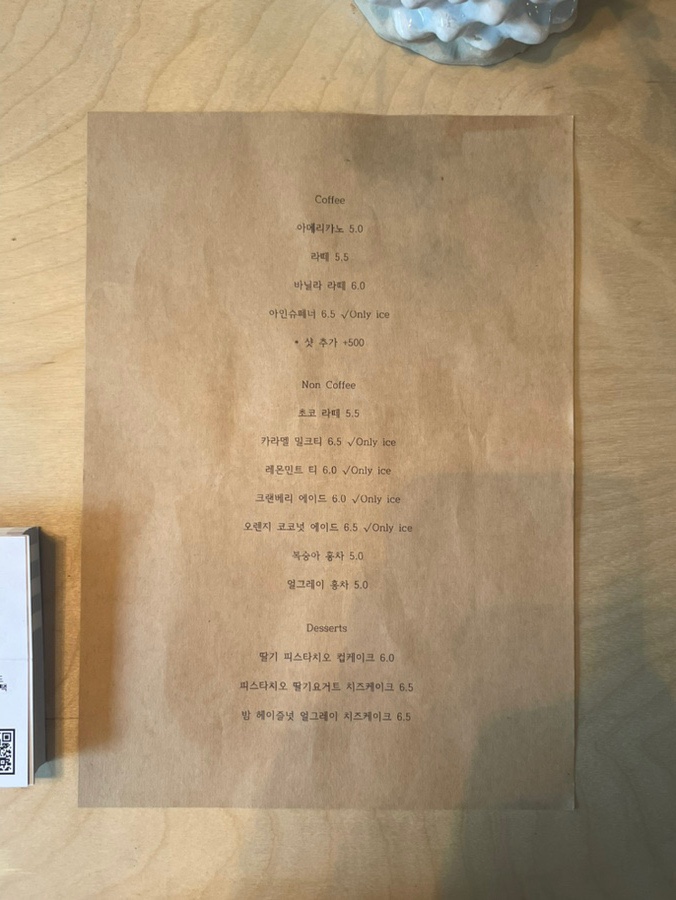 Coffee
아메리카노 5.0
라떼 5.5
바닐라 라떼 6.0
아인슈페너 6.5 ✓Only ice
* 샷 추가 +500
Non Coffee
초코 라떼 5.5
카라멜 밀크티 6.5 ✓Only ice
레몬민트 티 6.0 ✓Only ice
크랜베리 에이드 6.0 ✓Only ice
오렌지 코코넛 에이드 6.5 ✓Only ice
복숭아 홍차 5.0
얼그레이 홍차 5.0
Desserts
딸기 피스타치오 컵케이크 6.0
피스타치오 딸기요거트 치즈케이크 6.5
밤 헤이즐넛 얼그레이 치즈케이크 6.5